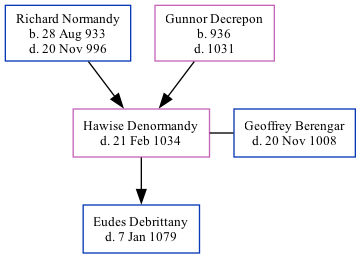 Richard Normandy
b. 28 Aug 933
d. 20 Nov 996
Gunnor Decrepon
b. 936
d. 1031
Hawise Denormandy
d. 21 Feb 1034
Geoffrey Berengar
d. 20 Nov 1008
Eudes Debrittany
d. 7 Jan 1079